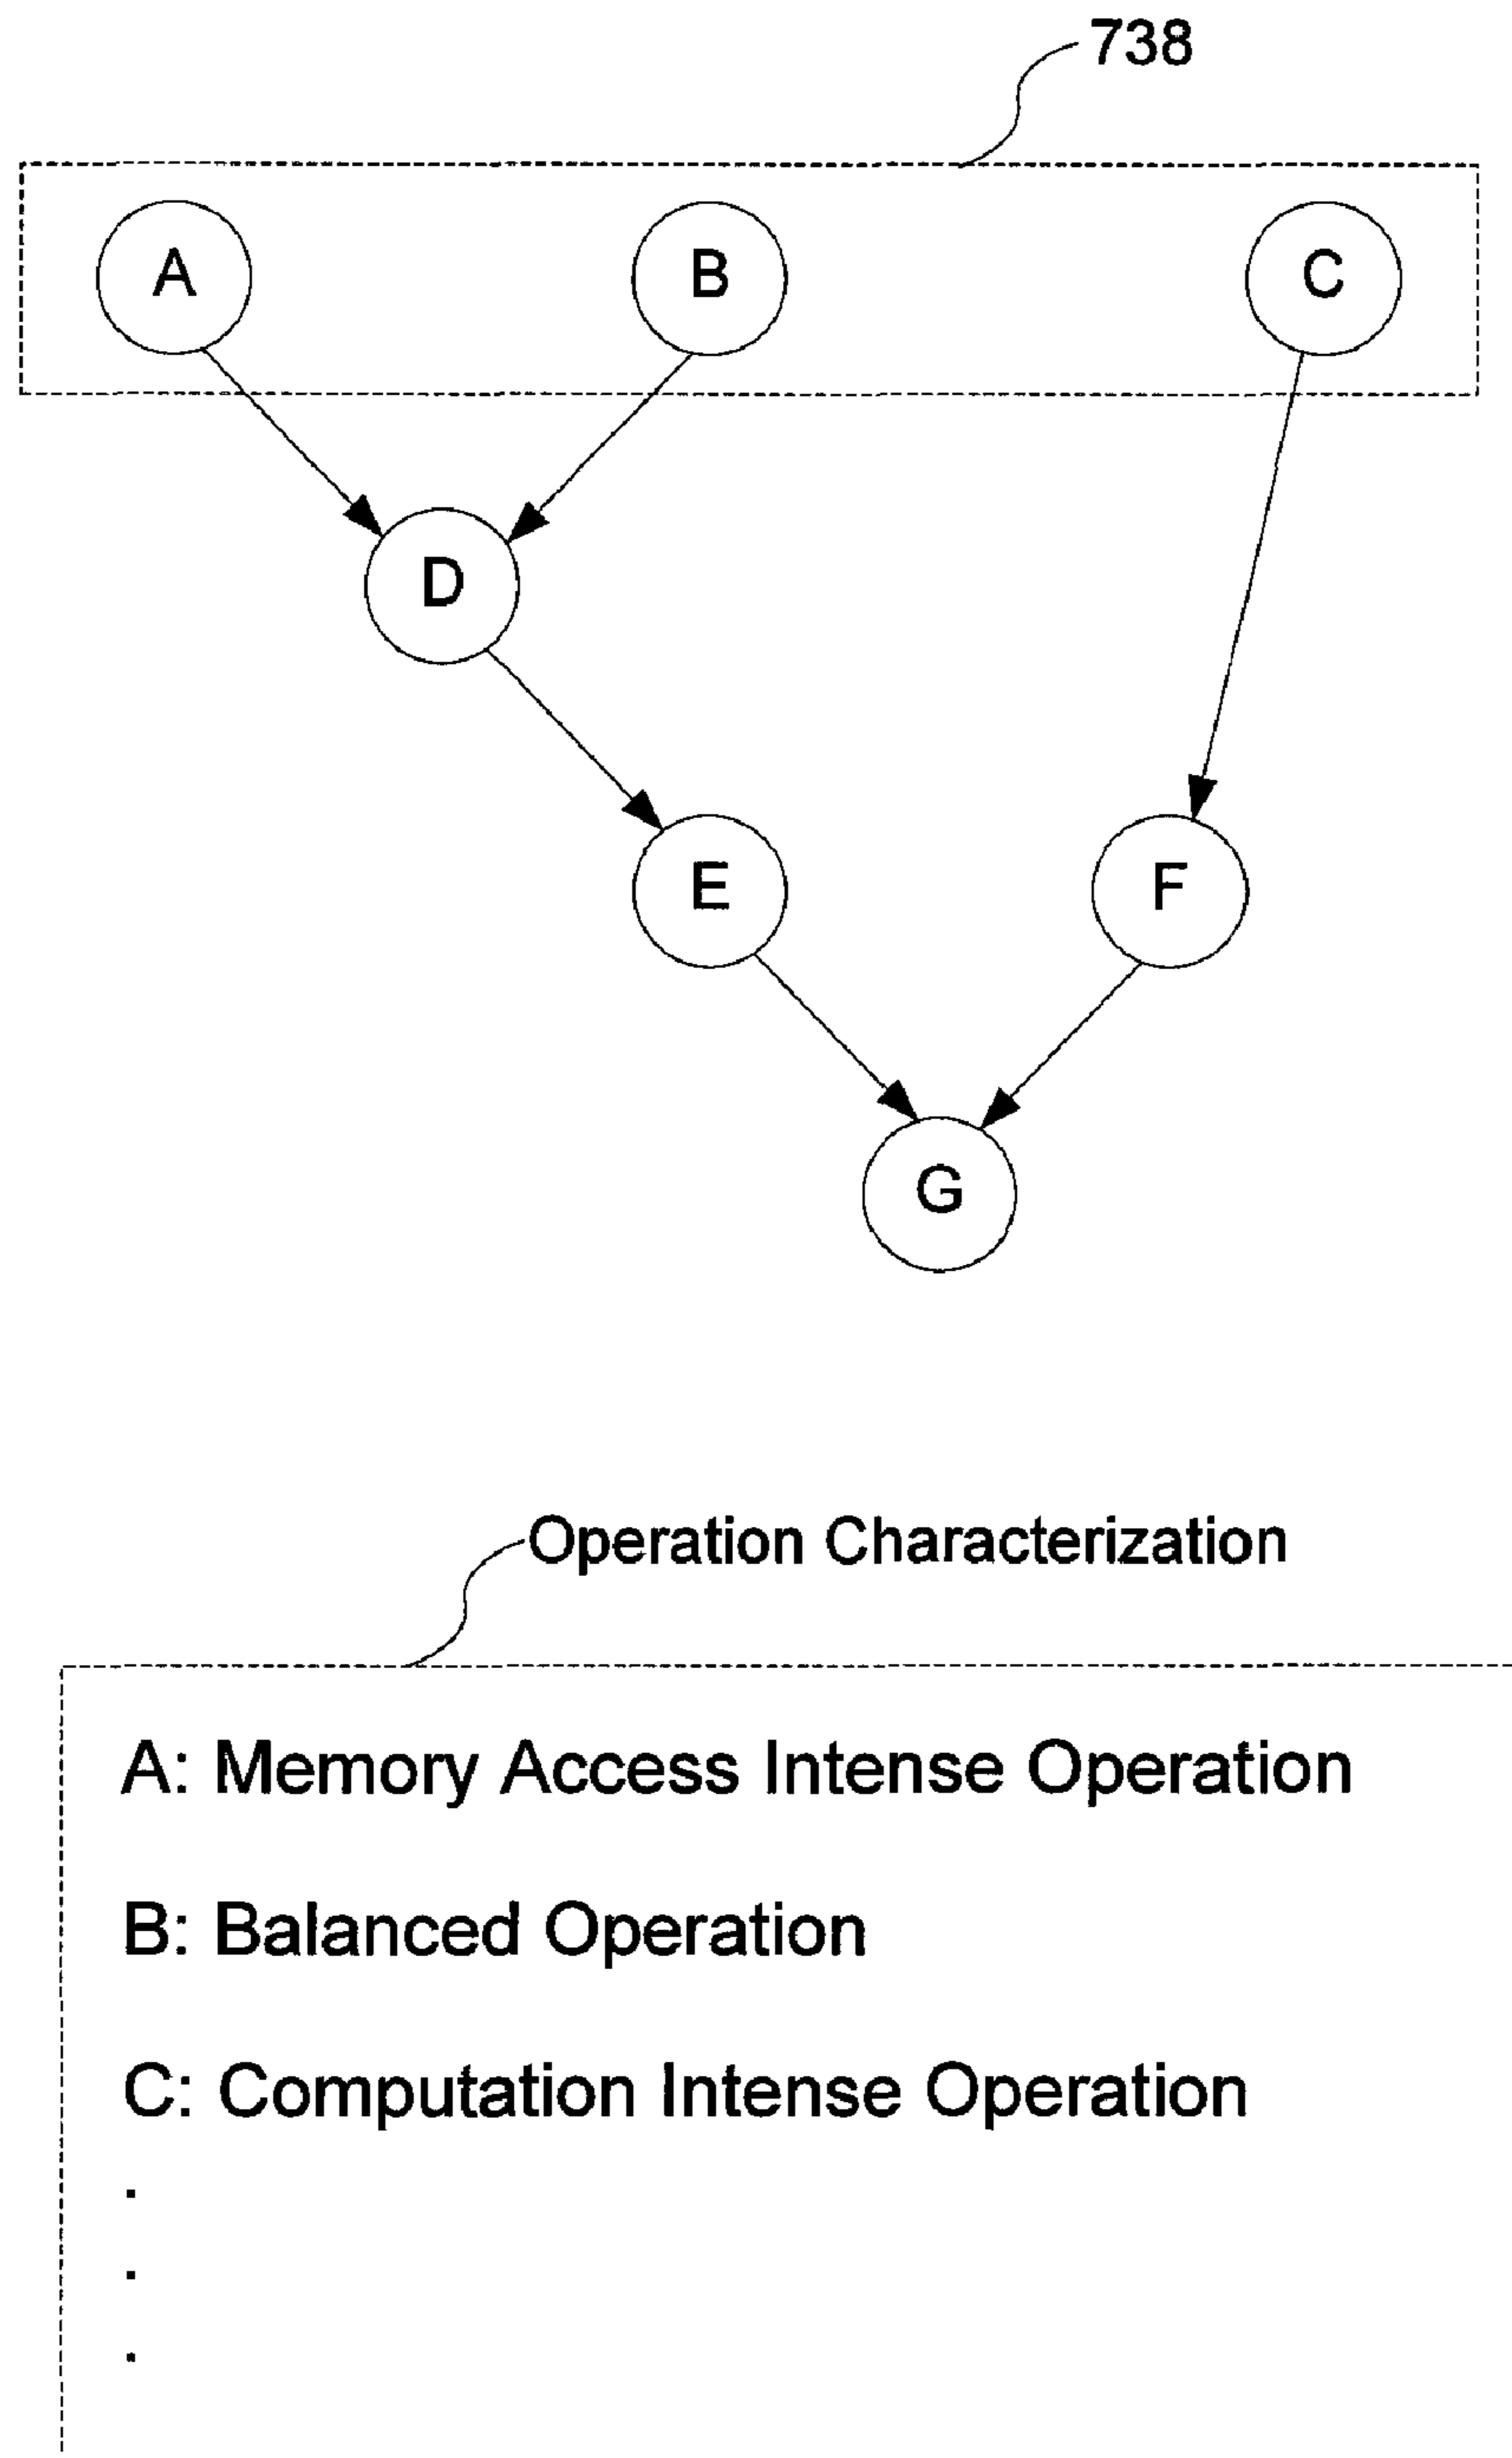 738
A B C
D
E F
G
Operation Characterization
A: Memory Access Intense Operation
B: Balanced Operation
C: Computation Intense Operation
.
.
.